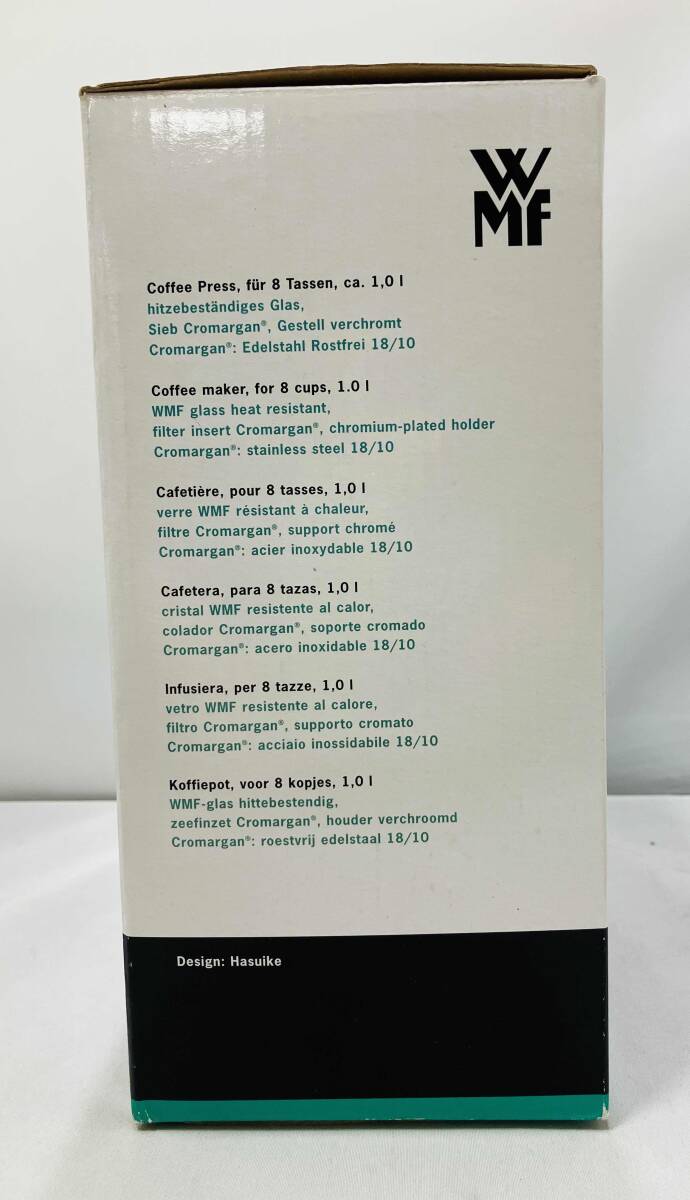 WMF
Coffee Press, für 8 Tassen, ca. 1,0 l
hitzebeständiges Glas,
Sieb Cromargan®, Gestell verchromt
Cromargan®: Edelstahl Rostfrei 18/10
Coffee maker, for 8 cups, 1.0 l
WMF glass heat resistant,
filter insert Cromargan®, chromium-plated holder
Cromargan®: stainless steel 18/10
Cafetière, pour 8 tasses, 1,0 l
verre WMF résistant à chaleur,
filtre Cromargan®, support chromé
Cromargan®: acier inoxydable 18/10
Cafetera, para 8 tazas, 1,0 l
cristal WMF resistente al calor,
colador Cromargan®, soporte cromado
Cromargan®: acero inoxidable 18/10
Infusiera, per 8 tazze, 1,0 l
vetro WMF resistente al calore,
filtro Cromargan®, supporto cromato
Cromargan®: acciaio inossidabile 18/10
Koffiepot, voor 8 kopjes, 1,0 l
WMF-glas hittebestendig,
zeefinzet Cromargan®, houder verchroomd
Cromargan®: roestvrij edelstaal 18/10
Design: Hasuike